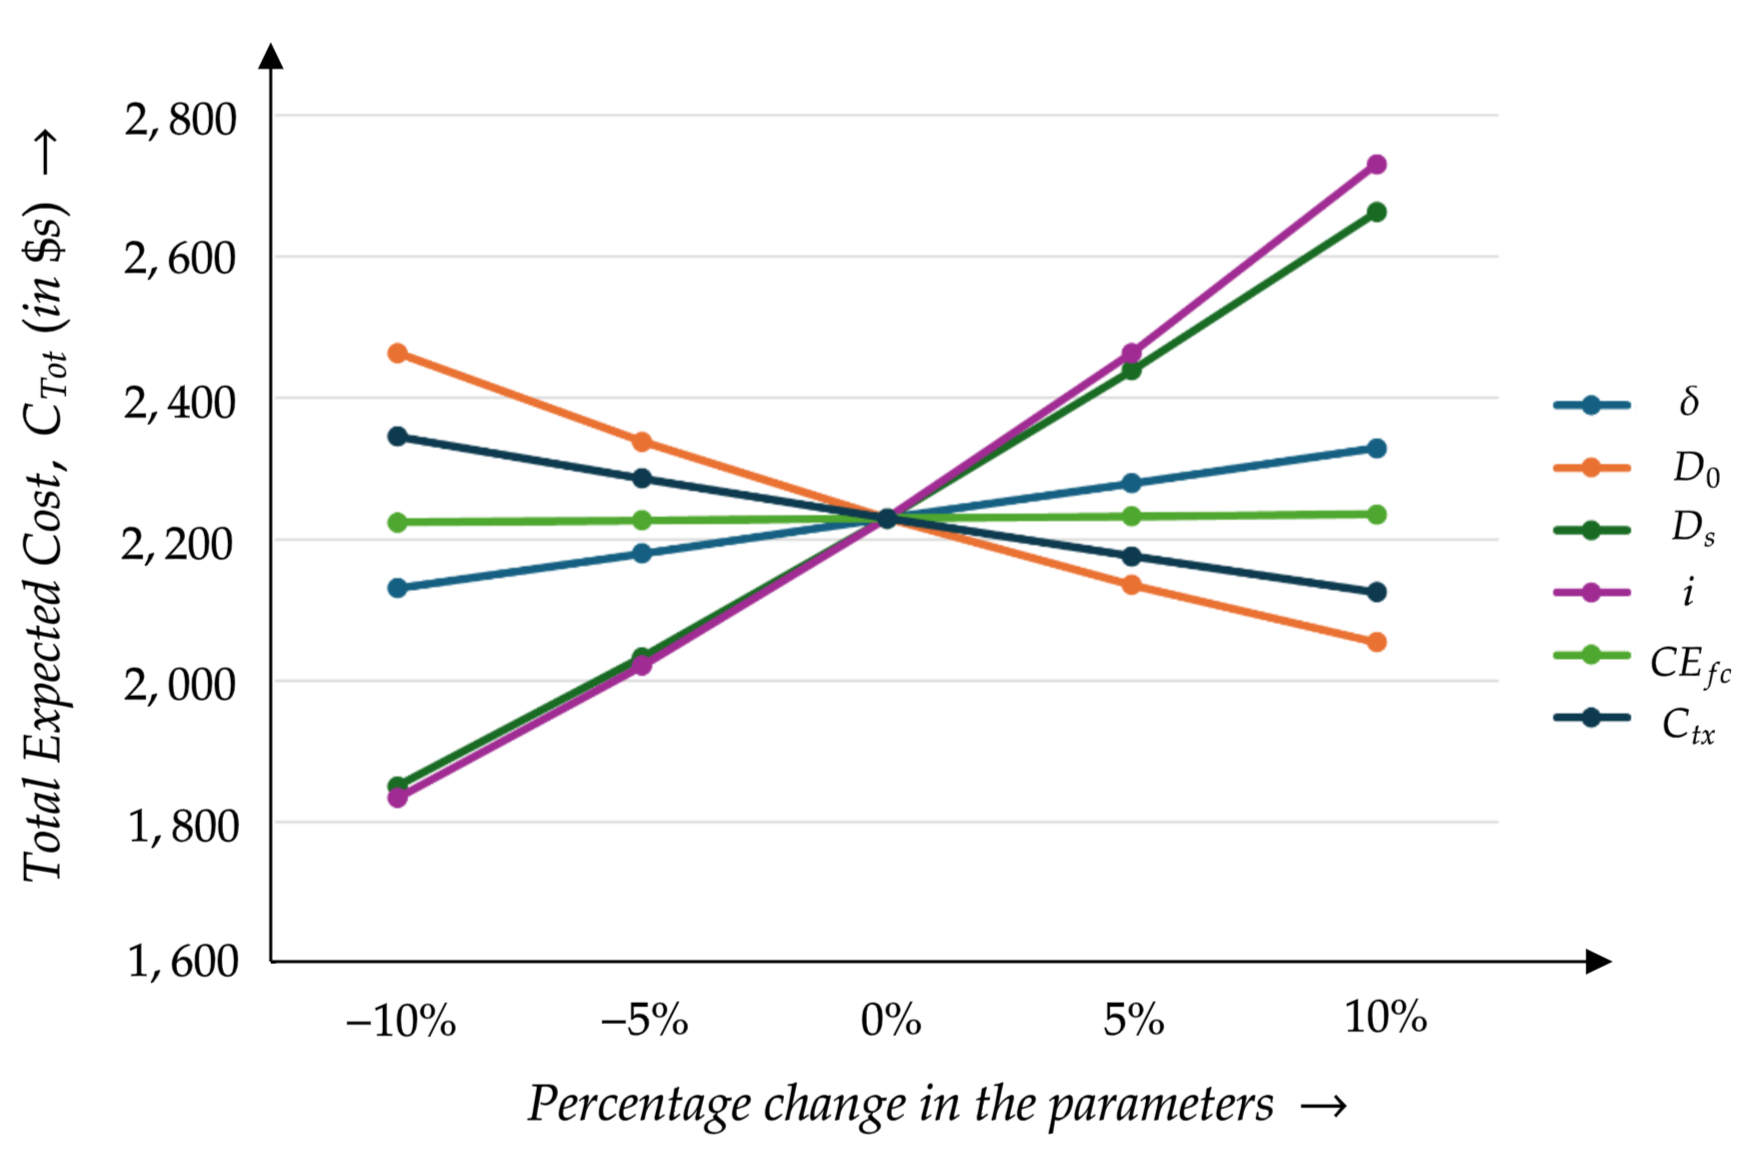 Total Expected Cost, C_Tot (in $s) →
2, 800
2, 600
2, 400
2, 200
2, 000
1, 800
1, 600
–10% –5% 0% 5% 10%
Percentage change in the parameters →
δ
D_0
D_s
i
CE_fc
C_tx